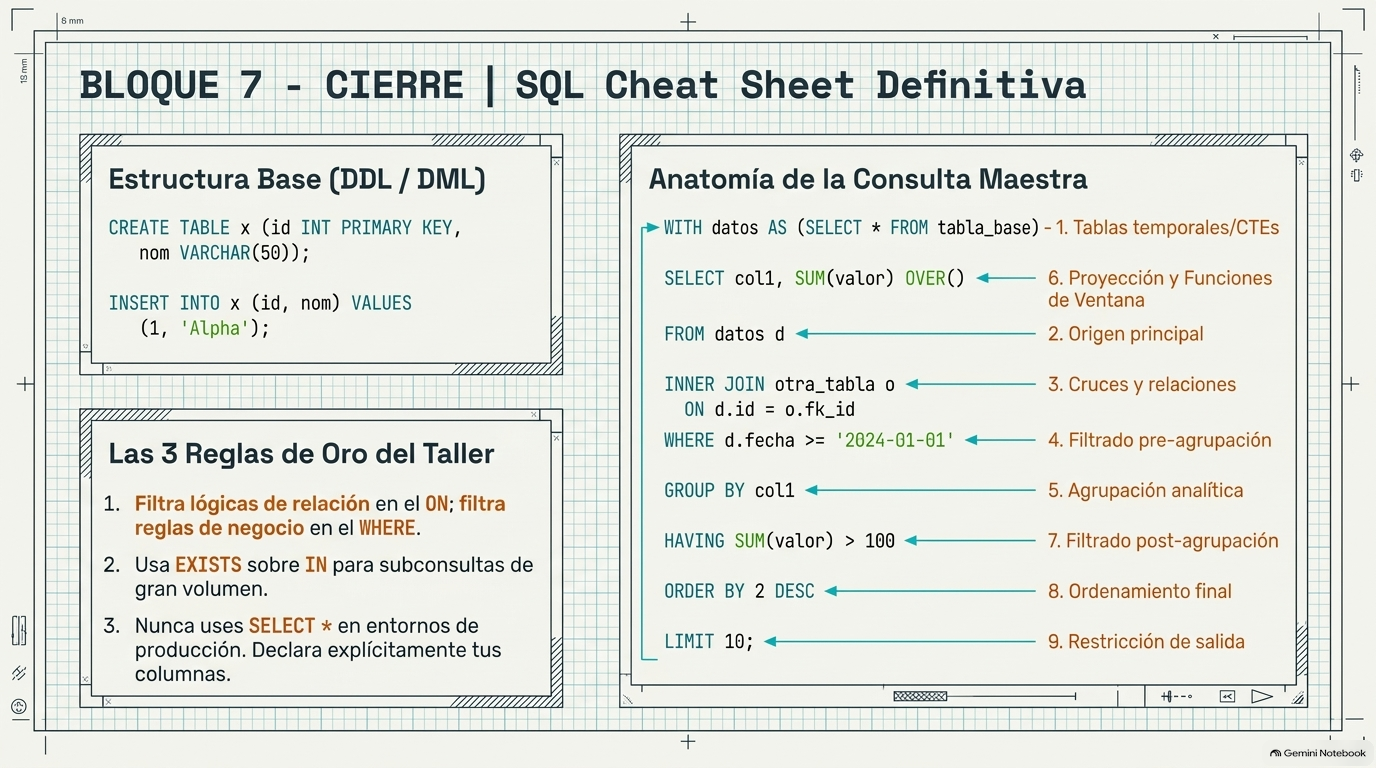 6 mm
18 mm
BLOQUE 7 - CIERRE | SQL Cheat Sheet Definitiva
Estructura Base (DDL / DML)
CREATE TABLE x (id INT PRIMARY KEY,
nom VARCHAR(50));
INSERT INTO x (id, nom) VALUES
(1, 'Alpha');
Las 3 Reglas de Oro del Taller
1. Filtra lógicas de relación en el ON; filtra
reglas de negocio en el WHERE.
2. Usa EXISTS sobre IN para subconsultas de
gran volumen.
3. Nunca uses SELECT * en entornos de
producción. Declara explícitamente tus
columnas.
Anatomía de la Consulta Maestra
WITH datos AS (SELECT * FROM tabla_base) - 1. Tablas temporales/CTEs
SELECT col1, SUM(valor) OVER() 6. Proyección y Funciones
de Ventana
FROM datos d 2. Origen principal
INNER JOIN otra_tabla o 3. Cruces y relaciones
ON d.id = o.fk_id
WHERE d.fecha >= '2024-01-01' 4. Filtrado pre-agrupación
GROUP BY col1 5. Agrupación analítica
HAVING SUM(valor) > 100 7. Filtrado post-agrupación
ORDER BY 2 DESC 8. Ordenamiento final
LIMIT 10; 9. Restricción de salida
Gemini Notebook